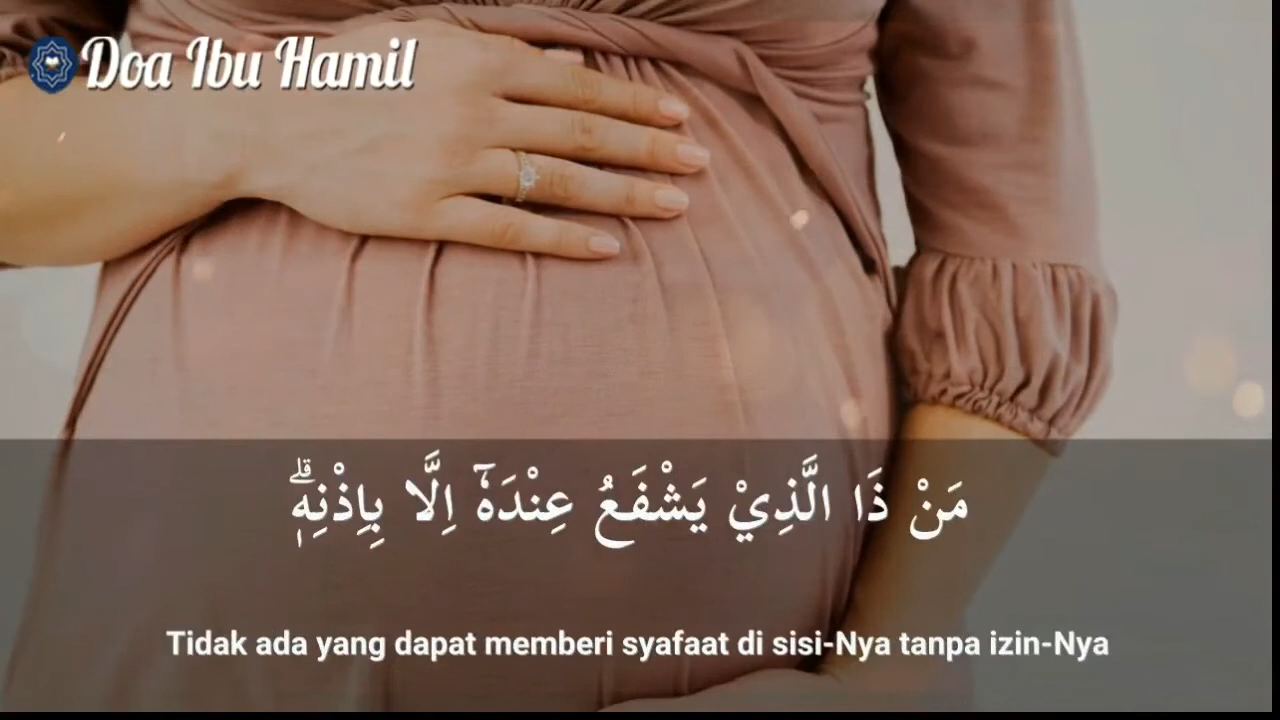 Doa Ibu Hamil
مَنْ ذَا الَّذِيْ يَشْفَعُ عِنْدَهٗٓ اِلَّا بِاِذْنِهٖۗ
Tidak ada yang dapat memberi syafaat di sisi-Nya tanpa izin-Nya